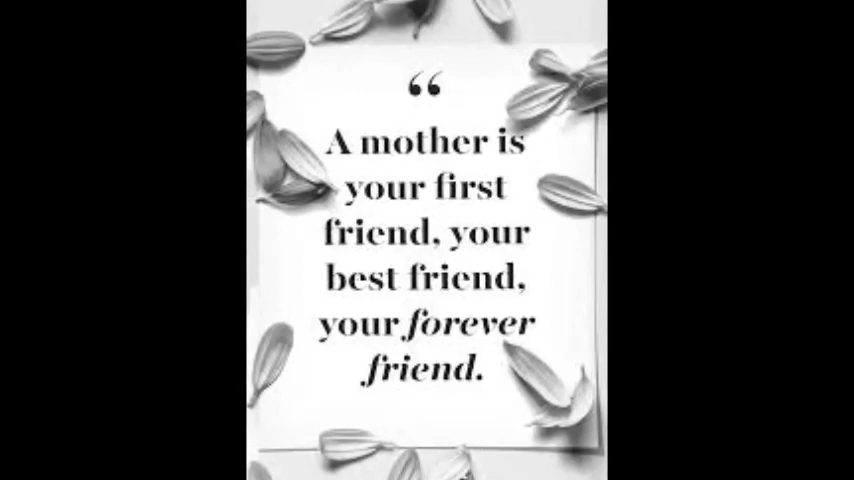 “
A mother is
your first
friend, your
best friend,
your forever
friend.